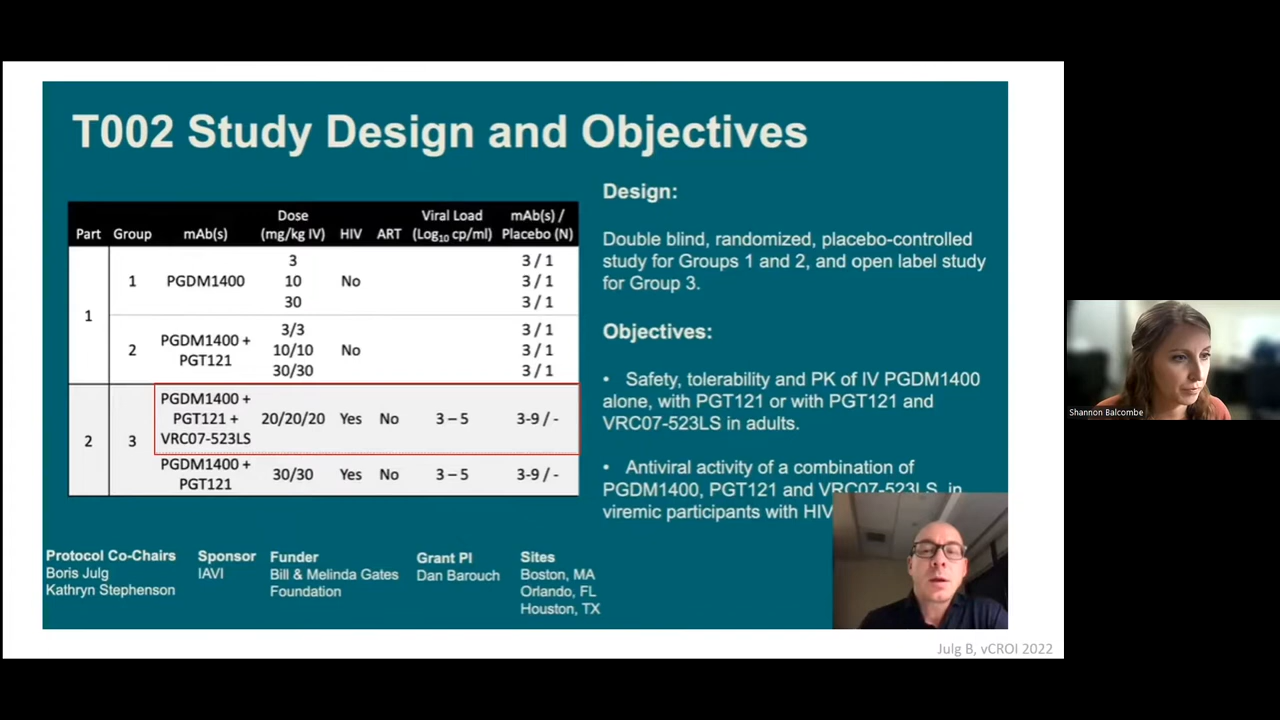 T002 Study Design and Objectives
Part Group mAb(s) Dose (mg/kg IV) HIV ART Viral Load (Log₁₀ cp/ml) mAb(s) / Placebo (N)
1
1 PGDM1400 3 No 3 / 1
10 3 / 1
30 3 / 1
2 PGDM1400 + PGT121 3/3 No 3 / 1
10/10 3 / 1
30/30 3 / 1
2
3 PGDM1400 + PGT121 + VRC07-523LS 20/20/20 Yes No 3 – 5 3-9 / -
PGDM1400 + PGT121 30/30 Yes No 3 – 5 3-9 / -
Design:
Double blind, randomized, placebo-controlled
study for Groups 1 and 2, and open label study
for Group 3.
Objectives:
• Safety, tolerability and PK of IV PGDM1400
alone, with PGT121 or with PGT121 and
VRC07-523LS in adults.
• Antiviral activity of a combination of
PGDM1400, PGT121 and VRC07-523LS, in
viremic participants with HIV
Protocol Co-Chairs
Boris Julg
Kathryn Stephenson
Sponsor
IAVI
Funder
Bill & Melinda Gates
Foundation
Grant PI
Dan Barouch
Sites
Boston, MA
Orlando, FL
Houston, TX
Julg B, vCROI 2022
Shannon Balcombe